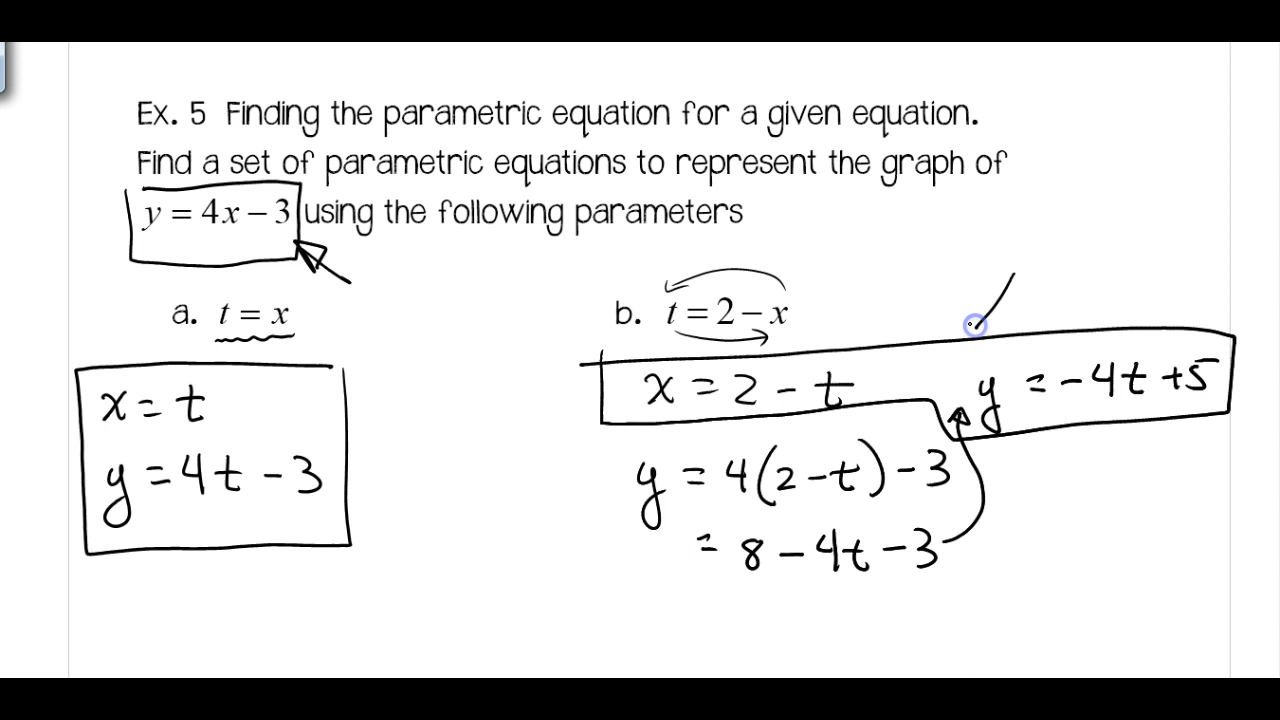 Ex. 5 Finding the parametric equation for a given equation.
Find a set of parametric equations to represent the graph of
y = 4x – 3 using the following parameters
a. t = x
x = t
y = 4t - 3
b. t = 2 – x
x = 2 - t y = -4t + 5
y = 4(2-t) - 3
= 8 - 4t - 3